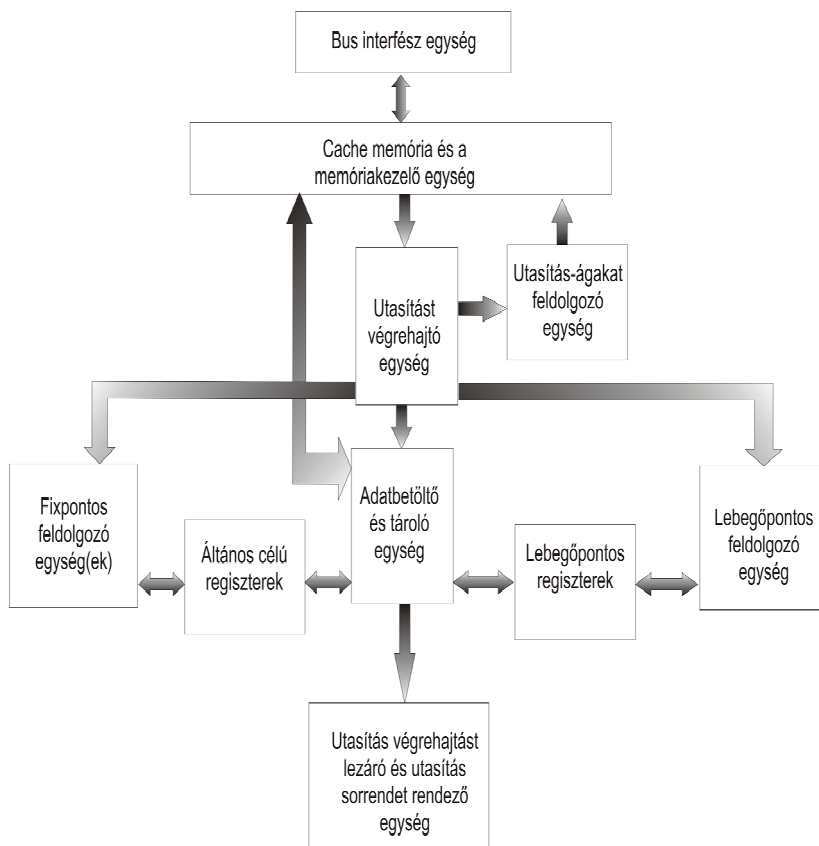 Bus interfész egység
Cache memória és a
memóriakezelő egység
Utasítást
végrehajtó
egység
Utasítás-ágakat
feldolgozó
egység
Fixpontos
feldolgozó
egység(ek)
Áltános célú
regiszterek
Adatbetöltő
és tároló
egység
Lebegőpontos
regiszterek
Lebegőpontos
feldolgozó
egység
Utasítás végrehajtást
lezáró és utasítás
sorrendet rendező
egység